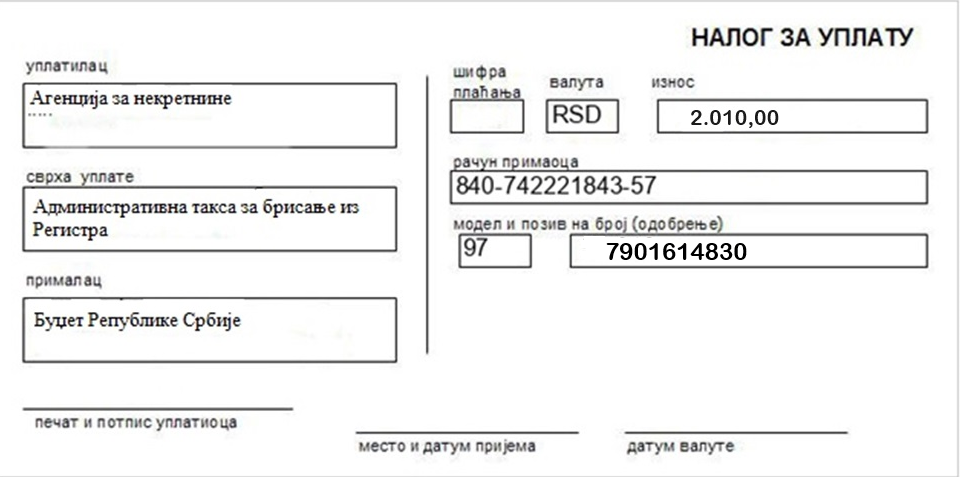 НАЛОГ ЗА УПЛАТУ
уплатилац
Агенција за некретнине
.....
сврха уплате
Административна такса за брисање из
Регистра
прималац
Буџет Републике Србије
печат и потпис уплатиоца
шифра
плаћања
валута
износ
RSD
2.010,00
рачун примаоца
840-742221843-57
модел и позив на број (одобрење)
97
7901614830
место и датум пријема
датум валуте